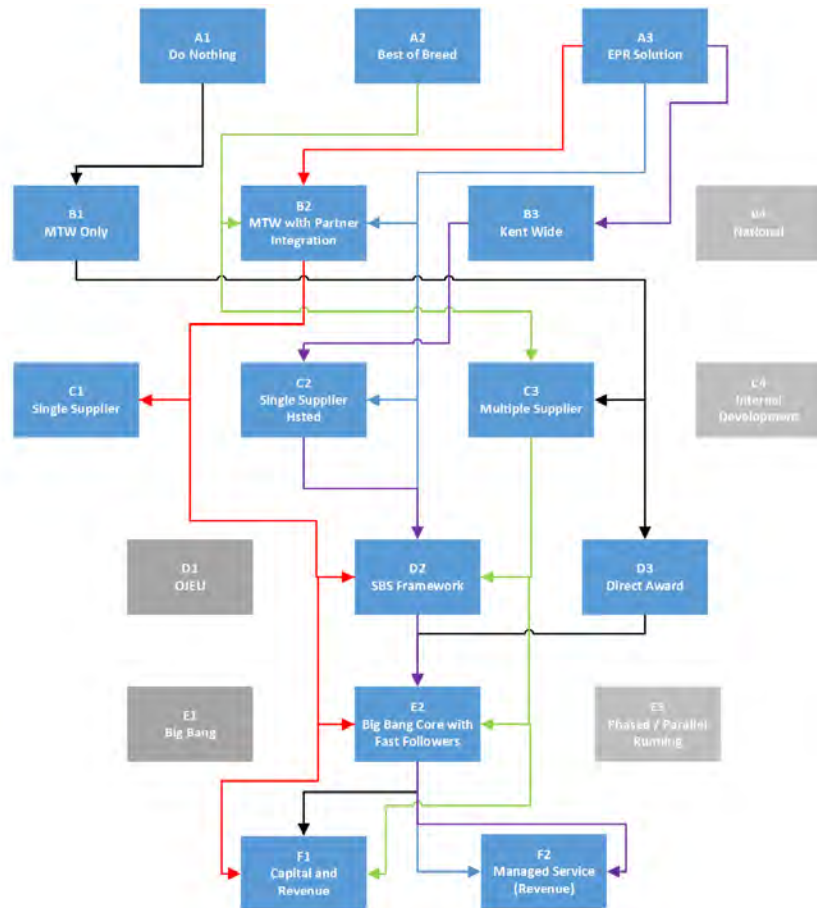 A1
Do Nothing
A2
Best of Breed
A3
EPR Solution
B1
MTW Only
B2
MTW with Partner
Integration
B3
Kent Wide
B4
National
C1
Single Supplier
C2
Single Supplier
Hsted
C3
Multiple Supplier
C4
Internal
Development
D1
OJEU
D2
SBS Framework
D3
Direct Award
E1
Big Bang
E2
Big Bang Core with
Fast Followers
E3
Phased / Parallel
Running
F1
Capital and
Revenue
F2
Managed Service
(Revenue)